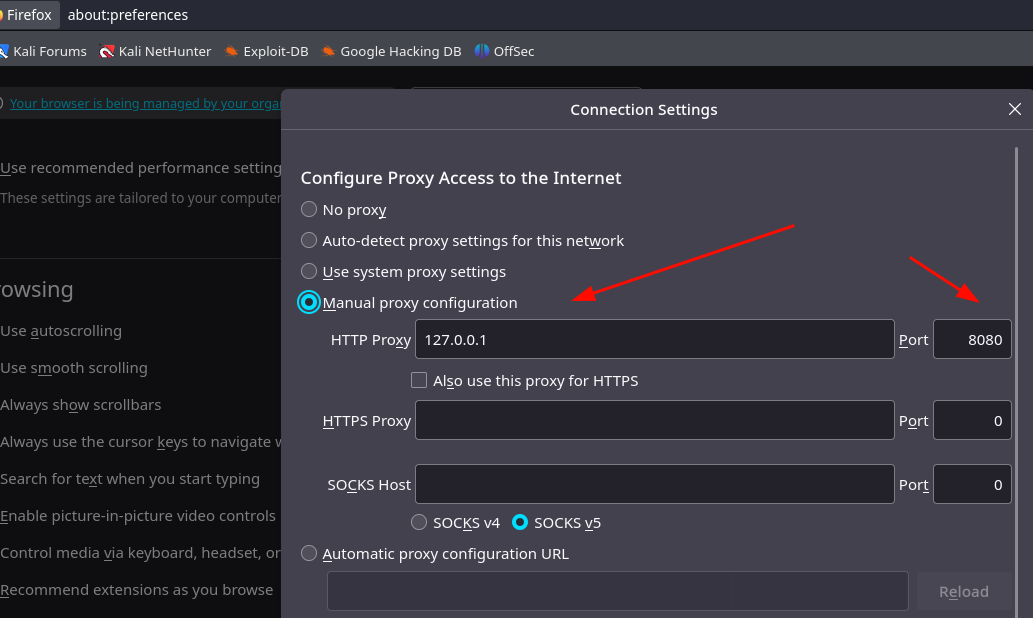 Firefox about:preferences
Kali Forums Kali NetHunter Exploit-DB Google Hacking DB OffSec
Your browser is being managed by your orga
Connection Settings
Use recommended performance setting
These settings are tailored to your computer
Configure Proxy Access to the Internet
No proxy
Auto-detect proxy settings for this network
Use system proxy settings
Manual proxy configuration
HTTP Proxy 127.0.0.1 Port 8080
Also use this proxy for HTTPS
HTTPS Proxy Port 0
SOCKS Host Port 0
SOCKS v4 SOCKS v5
Automatic proxy configuration URL
Reload
owsing
Use autoscrolling
Use smooth scrolling
Always show scrollbars
Always use the cursor keys to navigate w
Search for text when you start typing
Enable picture-in-picture video controls
Control media via keyboard, headset, or
Recommend extensions as you browse